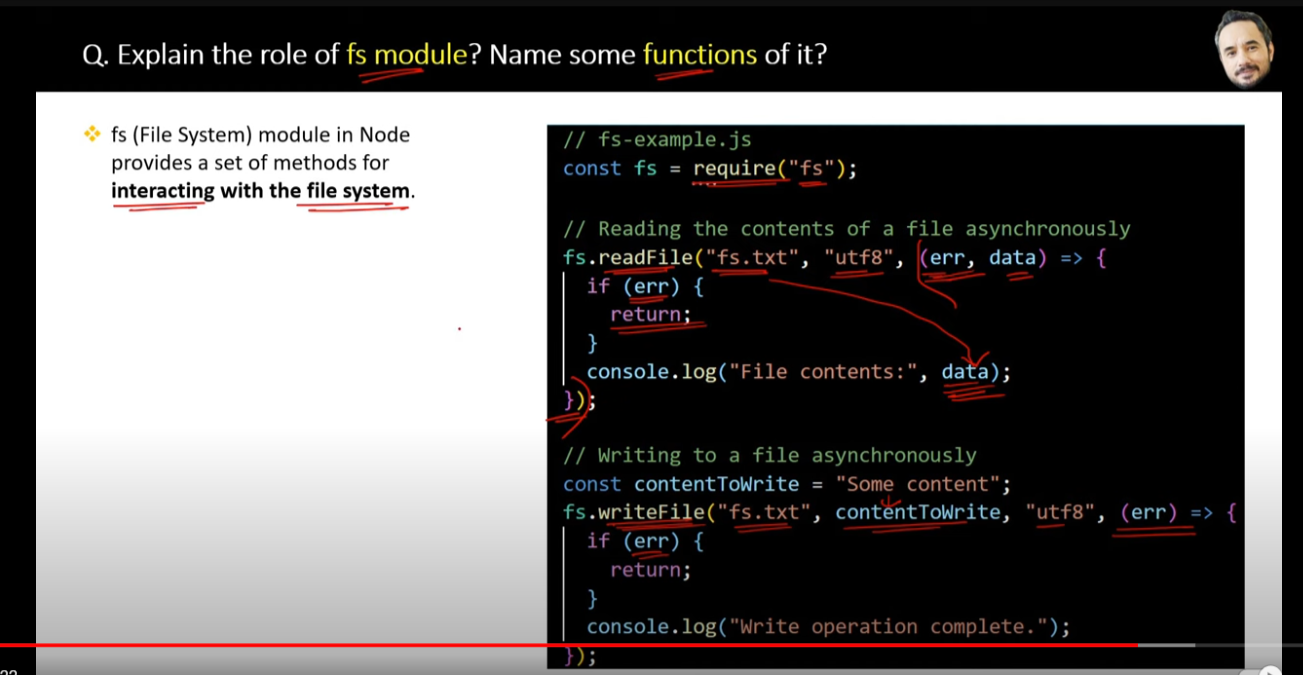 Q. Explain the role of fs module? Name some functions of it?
fs (File System) module in Node
provides a set of methods for
interacting with the file system.
// fs-example.js
const fs = require("fs");
// Reading the contents of a file asynchronously
fs.readFile("fs.txt", "utf8", (err, data) => {
if (err) {
return;
}
console.log("File contents:", data);
});
// Writing to a file asynchronously
const contentToWrite = "Some content";
fs.writeFile("fs.txt", contentToWrite, "utf8", (err) => {
if (err) {
return;
}
console.log("Write operation complete.");
});